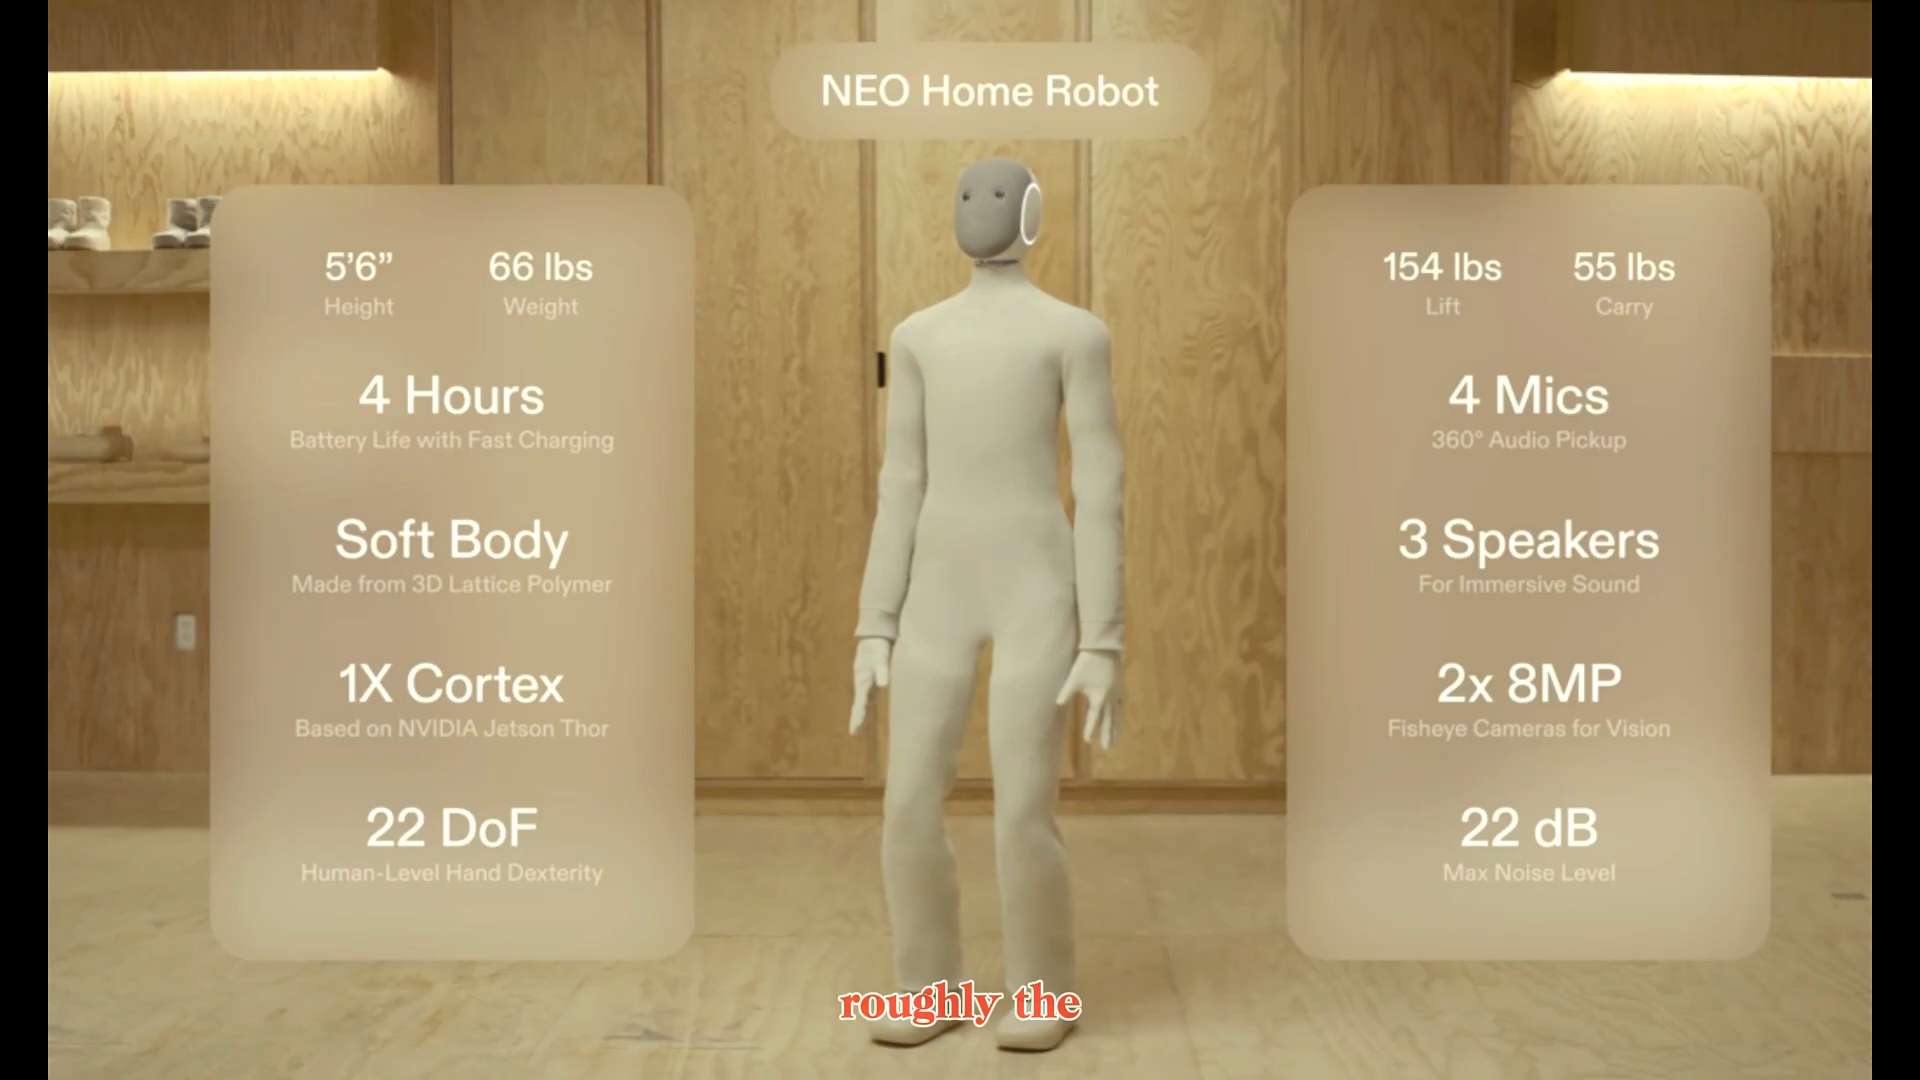 NEO Home Robot
5’6” 66 lbs
Height Weight
4 Hours
Battery Life with Fast Charging
Soft Body
Made from 3D Lattice Polymer
1X Cortex
Based on NVIDIA Jetson Thor
22 DoF
Human-Level Hand Dexterity
154 lbs 55 lbs
Lift Carry
4 Mics
360° Audio Pickup
3 Speakers
For Immersive Sound
2x 8MP
Fisheye Cameras for Vision
22 dB
Max Noise Level
roughly the